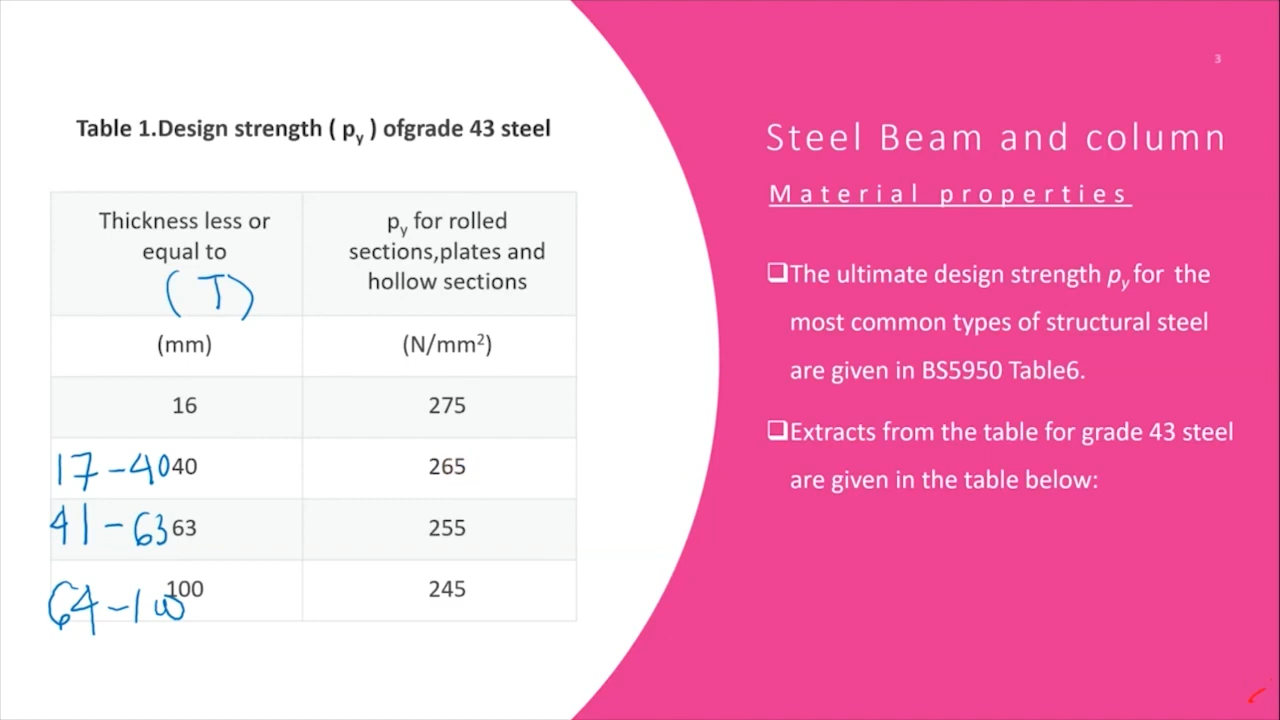 3
Table 1.Design strength ( py ) ofgrade 43 steel
Thickness less or
equal to
(T)
py for rolled
sections,plates and
hollow sections
(mm)
(N/mm²)
16
275
17-40 40
265
41-63 63
255
64-100 100
245
Steel Beam and column
Material properties
❑The ultimate design strength py for the
most common types of structural steel
are given in BS5950 Table6.
❑Extracts from the table for grade 43 steel
are given in the table below: